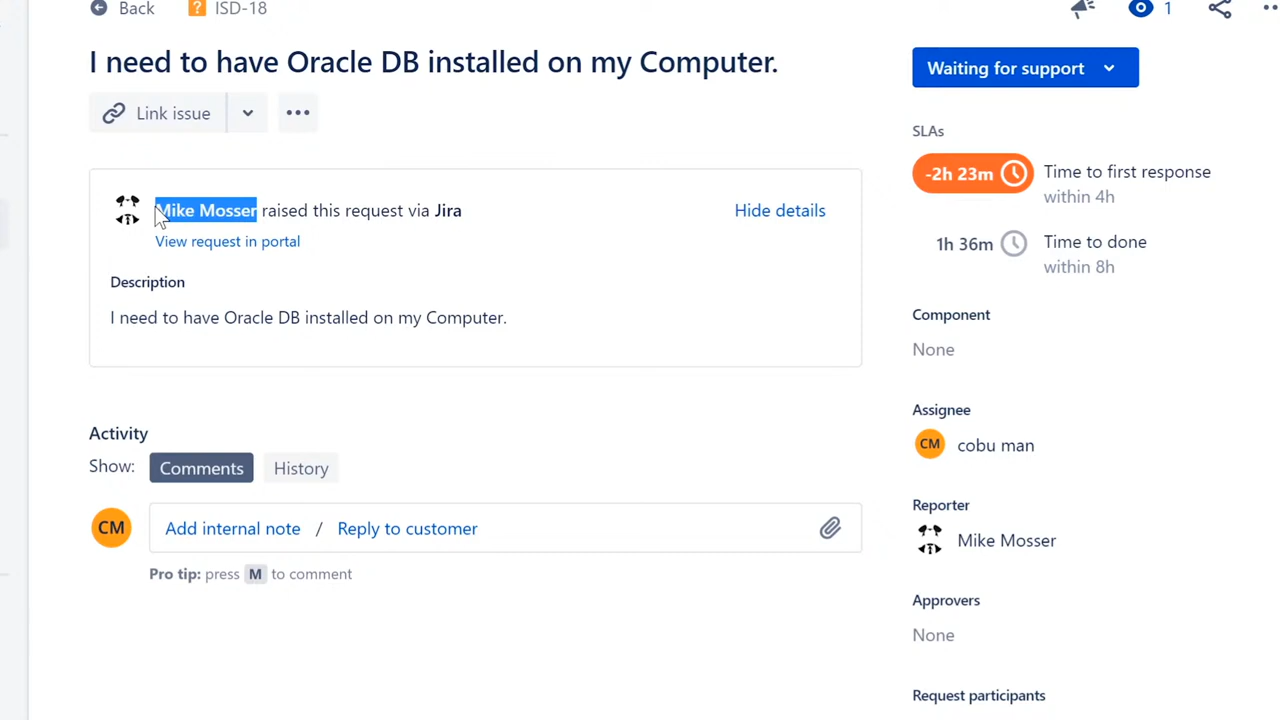 Back
ISD-18
1
I need to have Oracle DB installed on my Computer.
Link issue
Mike Mosser raised this request via Jira
Hide details
View request in portal
Description
I need to have Oracle DB installed on my Computer.
Activity
Show:
Comments
History
CM
Add internal note / Reply to customer
Pro tip: press M to comment
Waiting for support
SLAs
-2h 23m
Time to first response
within 4h
1h 36m
Time to done
within 8h
Component
None
Assignee
CM
cobu man
Reporter
Mike Mosser
Approvers
None
Request participants